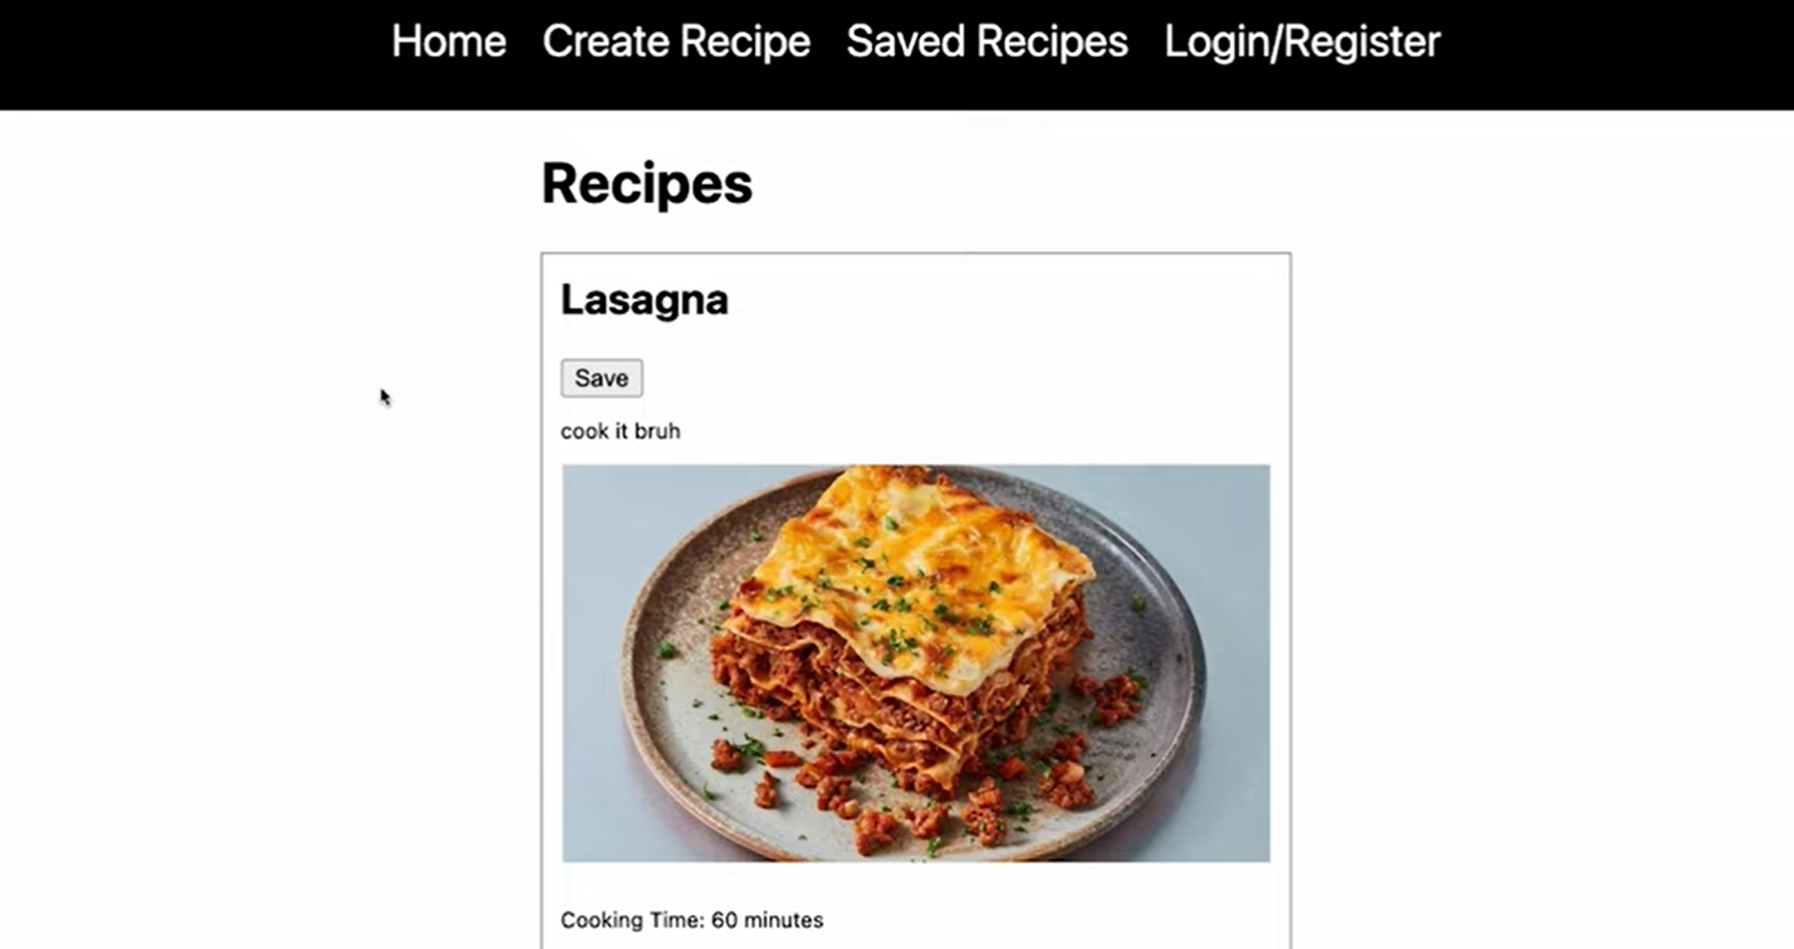 Home Create Recipe Saved Recipes Login/Register
Recipes
Lasagna
Save
cook it bruh
Cooking Time: 60 minutes